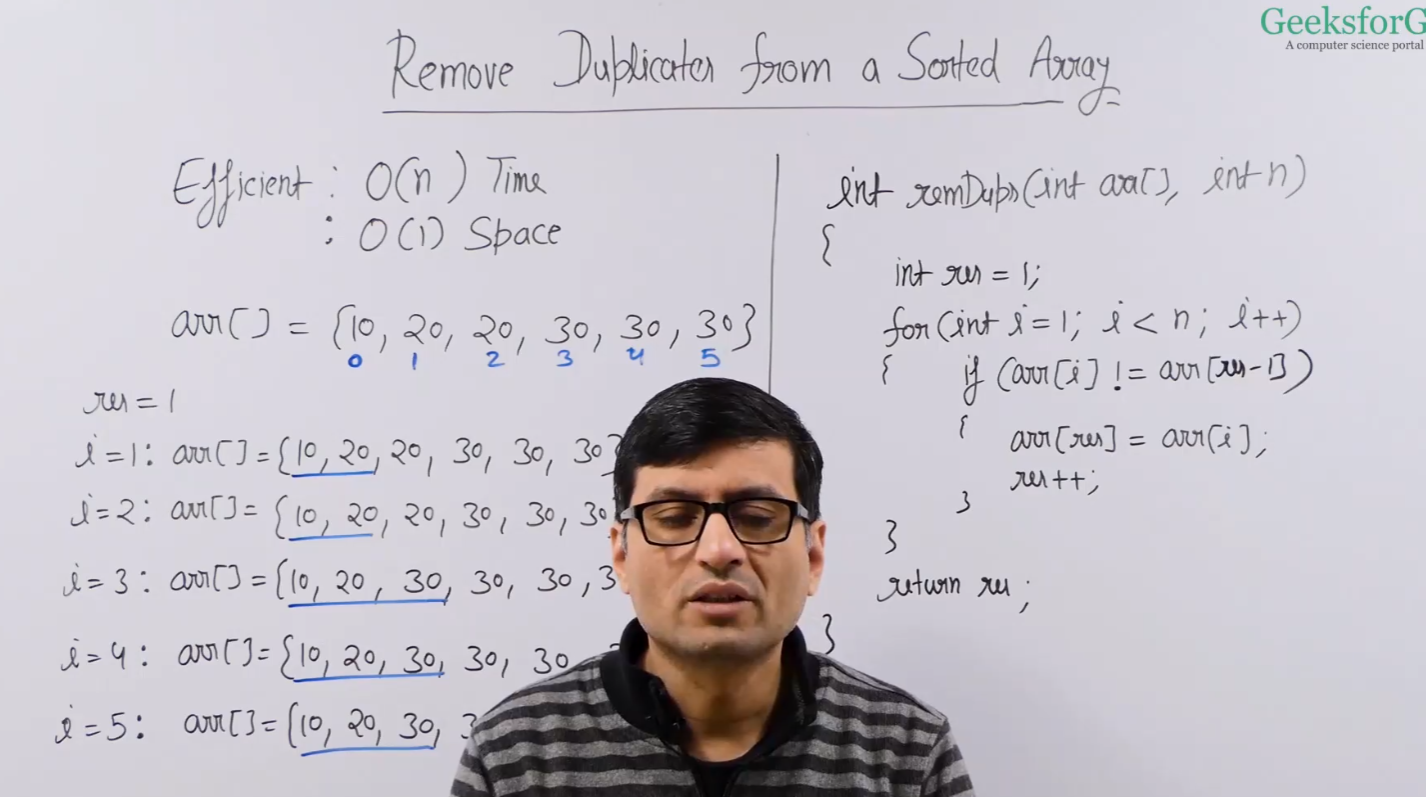 GeeksforG
A computer science portal
Remove Duplicates from a Sorted Array
Efficient : O(n) Time
: O(1) Space
arr[] = {10, 20, 20, 30, 30, 30}
0 1 2 3 4 5
res = 1
i=1: arr[] = {10, 20, 20, 30, 30, 30}
i=2: arr[] = {10, 20, 20, 30, 30, 30
i=3: arr[] = {10, 20, 30, 30, 30, 3
i=4: arr[] = {10, 20, 30, 30, 30
i=5: arr[] = {10, 20, 30, 3
int remDups(int arr[], int n)
{
int res = 1;
for(int i=1; i < n; i++)
{ if (arr[i] != arr[res-1])
{ arr[res] = arr[i];
res++;
}
}
return res;
}